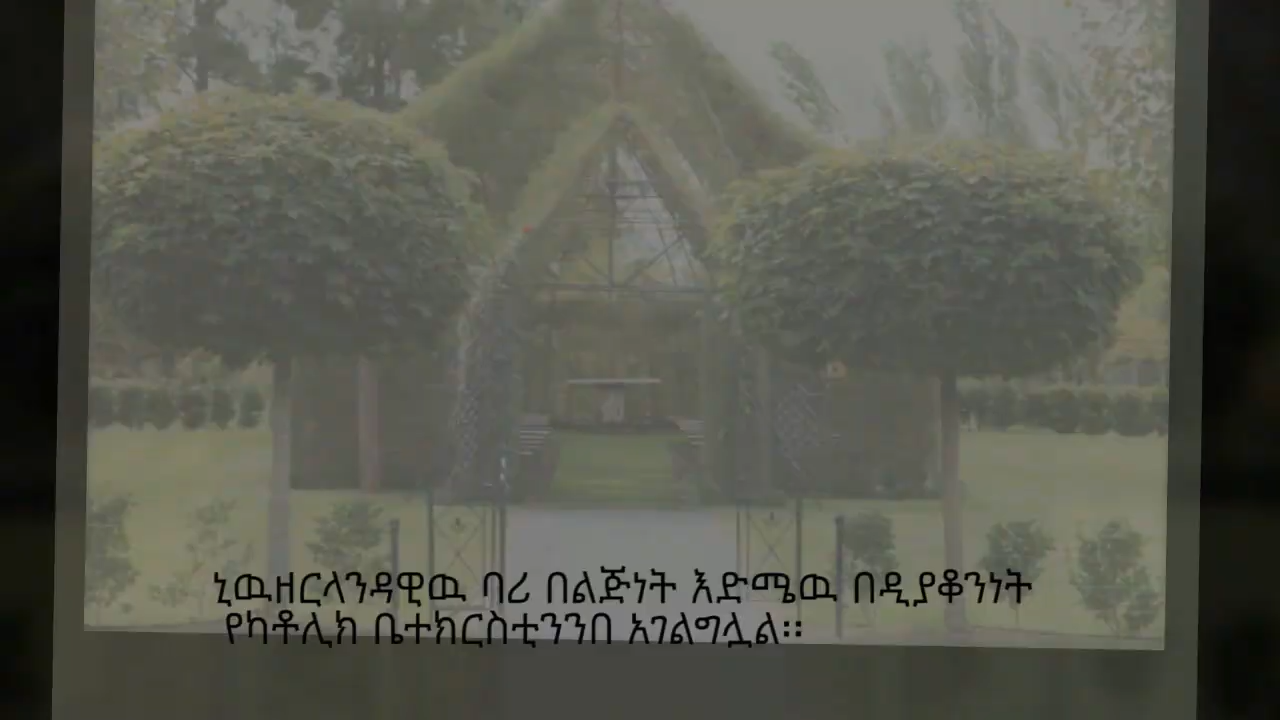 ኒዉዘርላንዳዊዉ ባሪ በልጅነት እድሜዉ በዲያቆንነት
የካቶሊክ ቤተክርስቲንንበ አገልግሏል፡፡